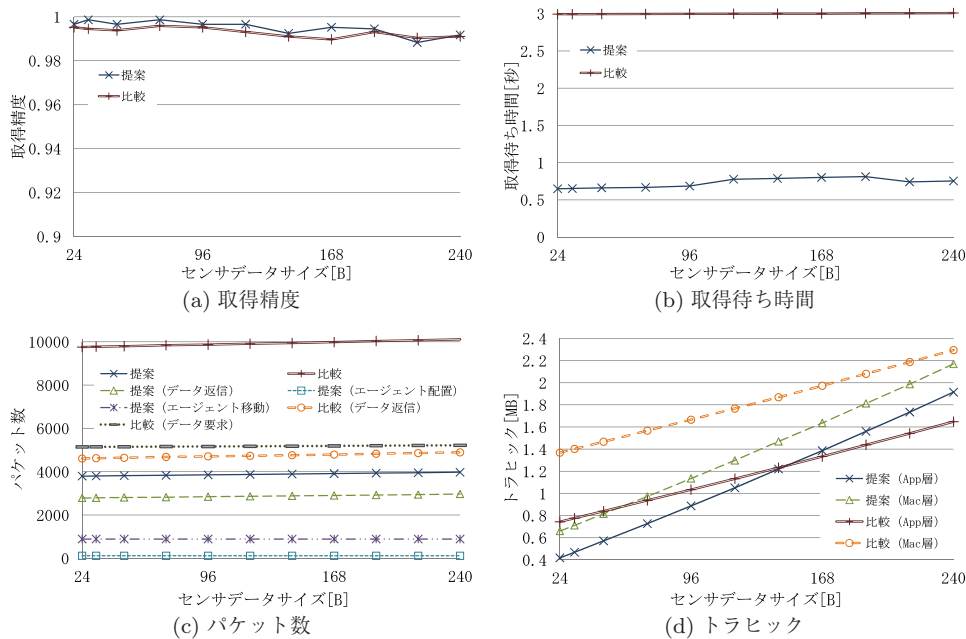 1
0.98
0.96
0.94
0.92
0.9
取得精度
提案
比較
24
96
168
240
センサデータサイズ[B]
(a) 取得精度
3
2.5
2
1.5
1
0.5
0
取得待ち時間[秒]
提案
比較
24
96
168
240
センサデータサイズ[B]
(b) 取得待ち時間
10000
8000
6000
4000
2000
0
パケット数
提案
比較
提案（データ返信）
提案（エージェント配置）
提案（エージェント移動）
比較（データ返信）
比較（データ要求）
24
96
168
240
センサデータサイズ[B]
(c) パケット数
2.4
2.2
2
1.8
1.6
1.4
1.2
1
0.8
0.6
0.4
トラヒック[MB]
提案（App層）
提案（Mac層）
比較（App層）
比較（Mac層）
24
96
168
240
センサデータサイズ[B]
(d) トラヒック